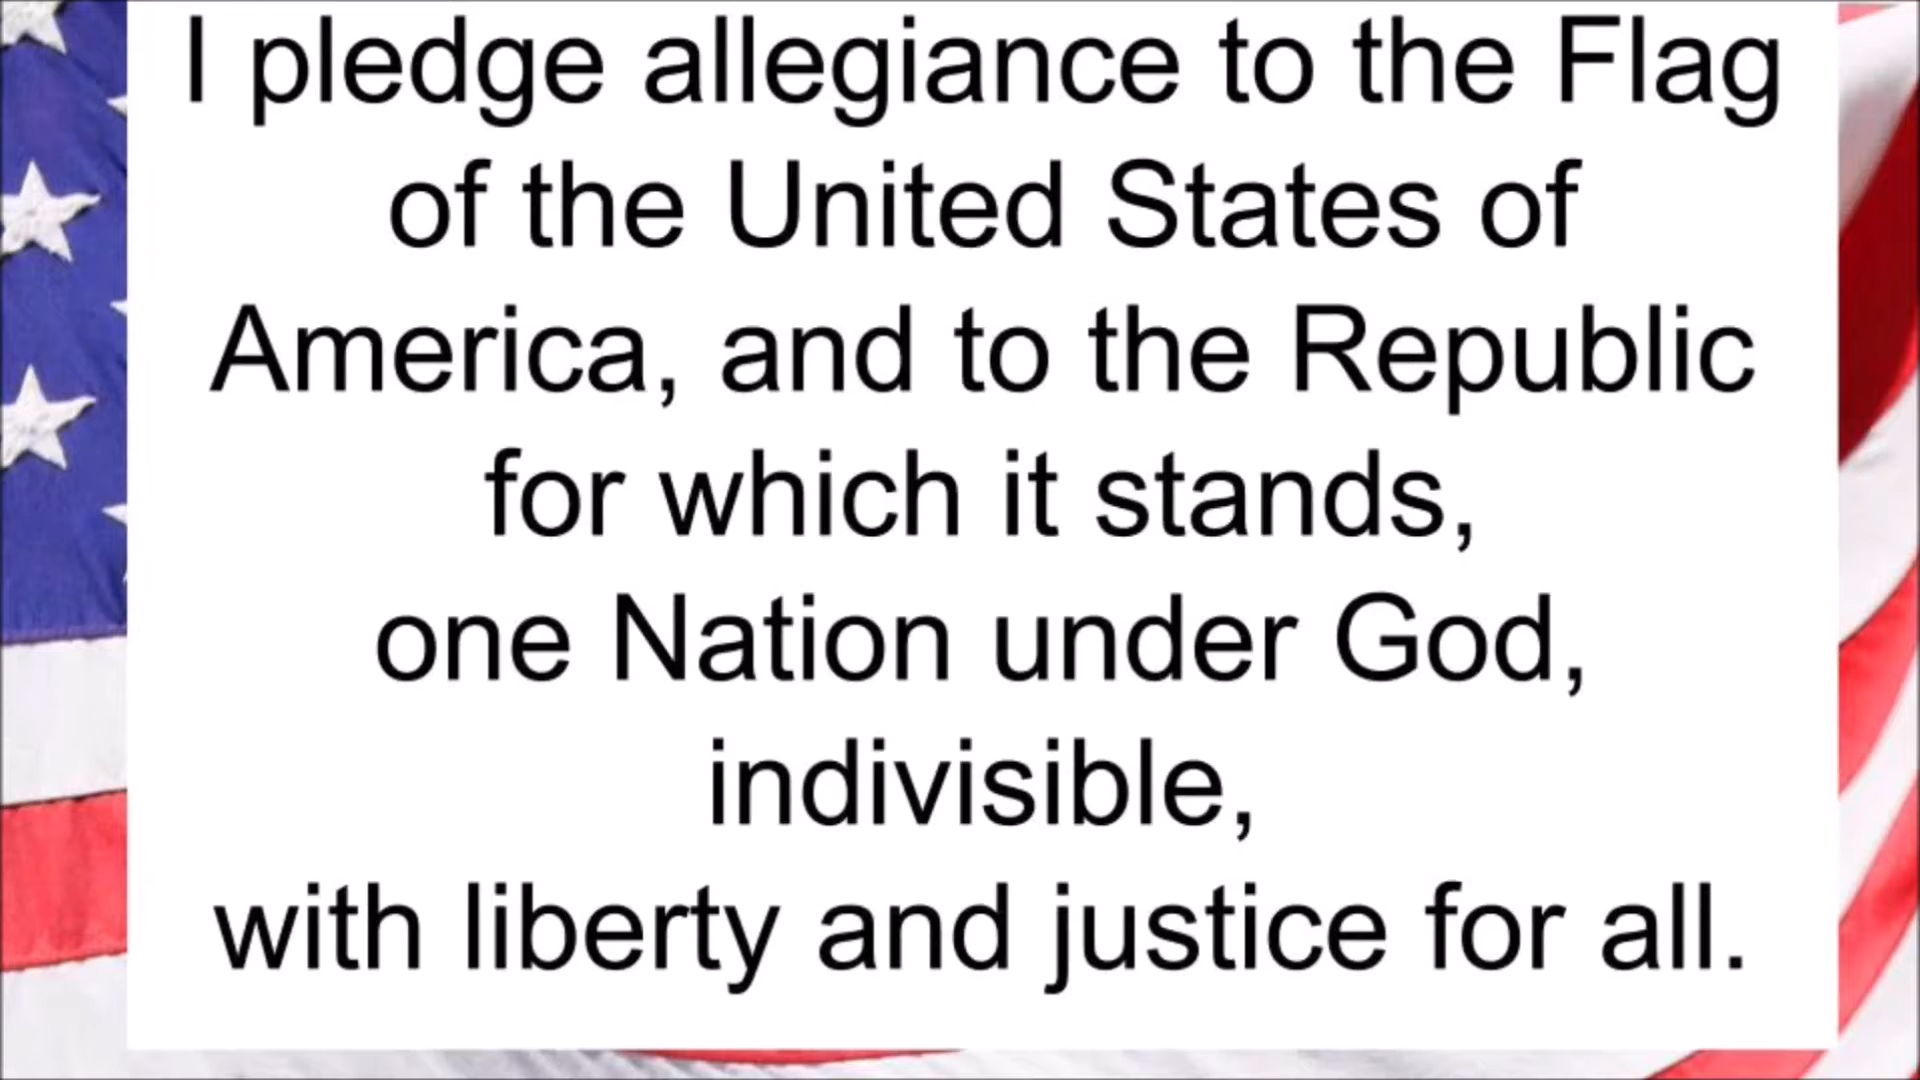 I pledge allegiance to the Flag
of the United States of
America, and to the Republic
for which it stands,
one Nation under God,
indivisible,
with liberty and justice for all.